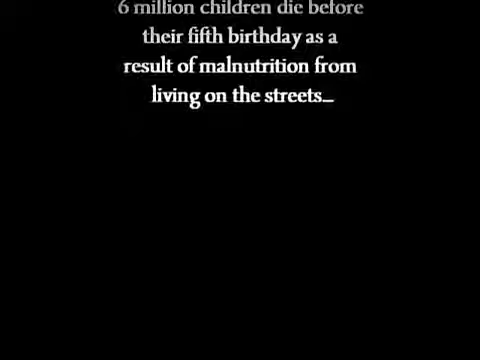 6 million children die before
their fifth birthday as a
result of malnutrition from
living on the streets...